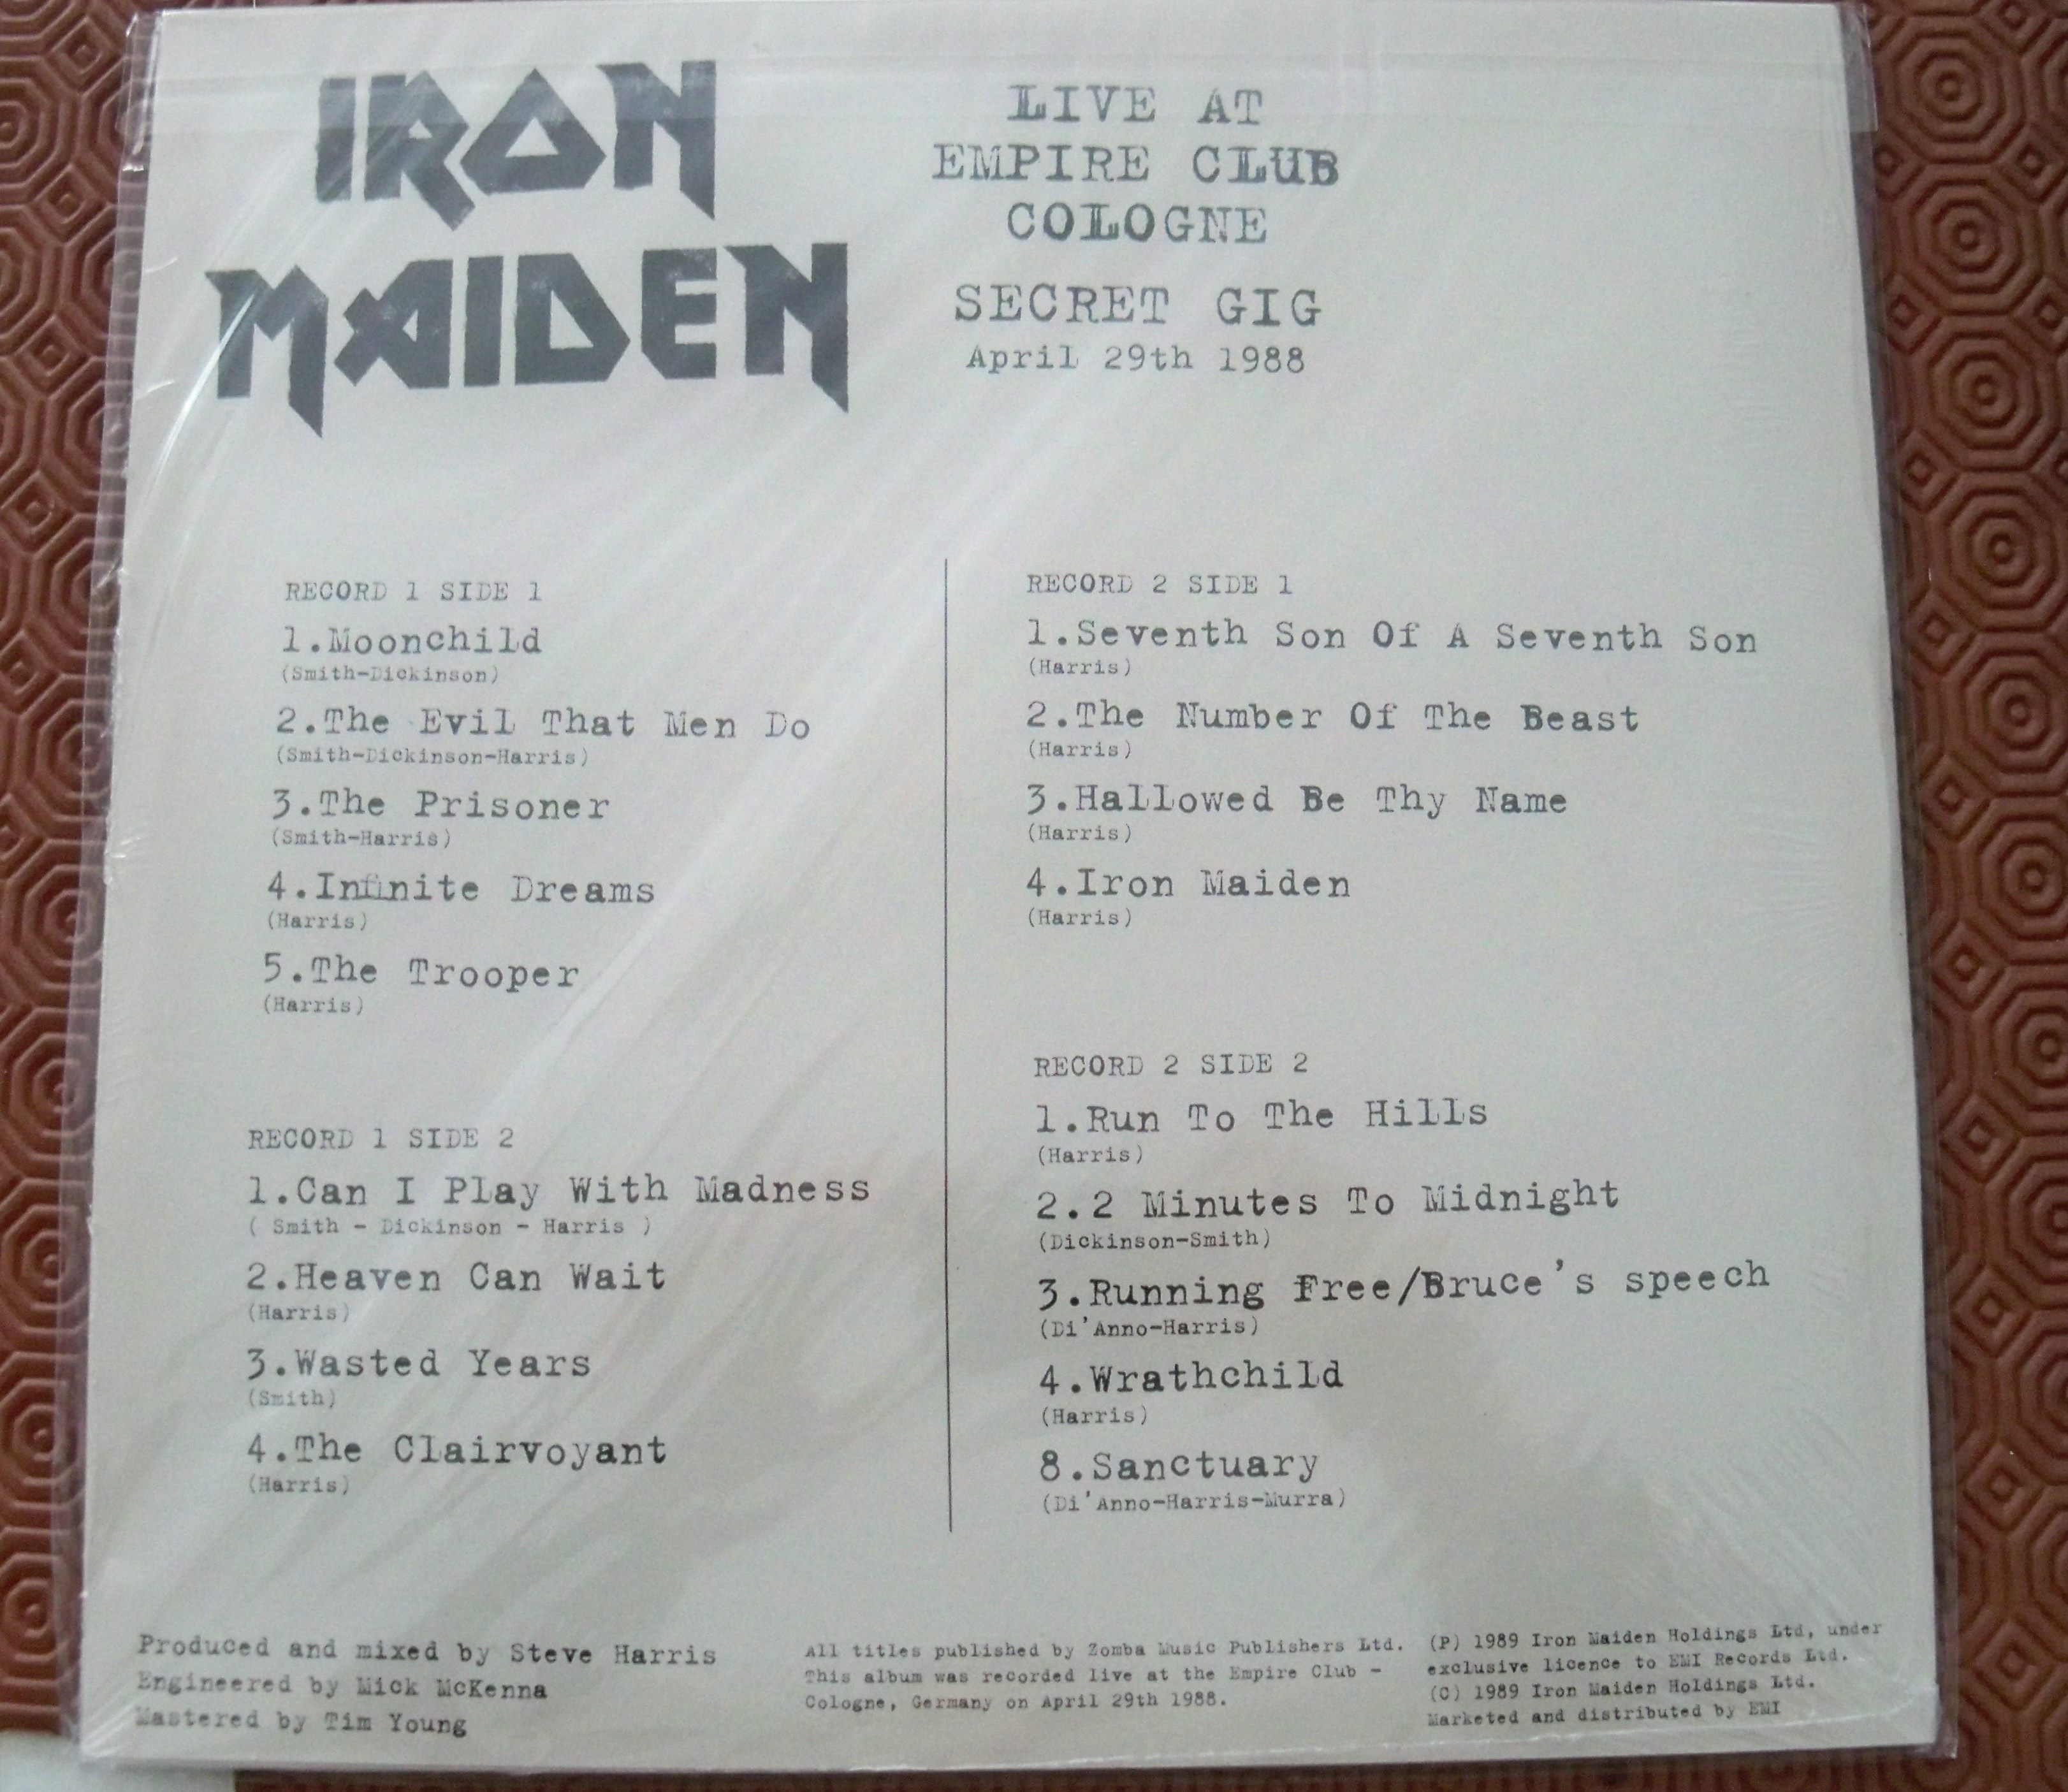 IRON
MAIDEN
LIVE AT
EMPIRE CLUB
COLOGNE
SECRET GIG
April 29th 1988
RECORD 1 SIDE 1
1.Moonchild
(Smith-Dickinson)
2.The Evil That Men Do
(Smith-Dickinson-Harris)
3.The Prisoner
(Smith-Harris)
4.Infinite Dreams
(Harris)
5.The Trooper
(Harris)
RECORD 1 SIDE 2
1.Can I Play With Madness
( Smith - Dickinson - Harris )
2.Heaven Can Wait
(Harris)
3.Wasted Years
(Smith)
4.The Clairvoyant
(Harris)
RECORD 2 SIDE 1
1.Seventh Son Of A Seventh Son
(Harris)
2.The Number Of The Beast
(Harris)
3.Hallowed Be Thy Name
(Harris)
4.Iron Maiden
(Harris)
RECORD 2 SIDE 2
1.Run To The Hills
(Harris)
2.2 Minutes To Midnight
(Dickinson-Smith)
3.Running Free/Bruce's speech
(Di'Anno-Harris)
4.Wrathchild
(Harris)
8.Sanctuary
(Di'Anno-Harris-Murra)
Produced and mixed by Steve Harris
Engineered by Mick McKenna
Mastered by Tim Young
All titles published by Zomba Music Publishers Ltd.
This album was recorded live at the Empire Club -
Cologne, Germany on April 29th 1988.
(P) 1989 Iron Maiden Holdings Ltd, under
exclusive licence to EMI Records Ltd.
(C) 1989 Iron Maiden Holdings Ltd.
Marketed and distributed by EMI